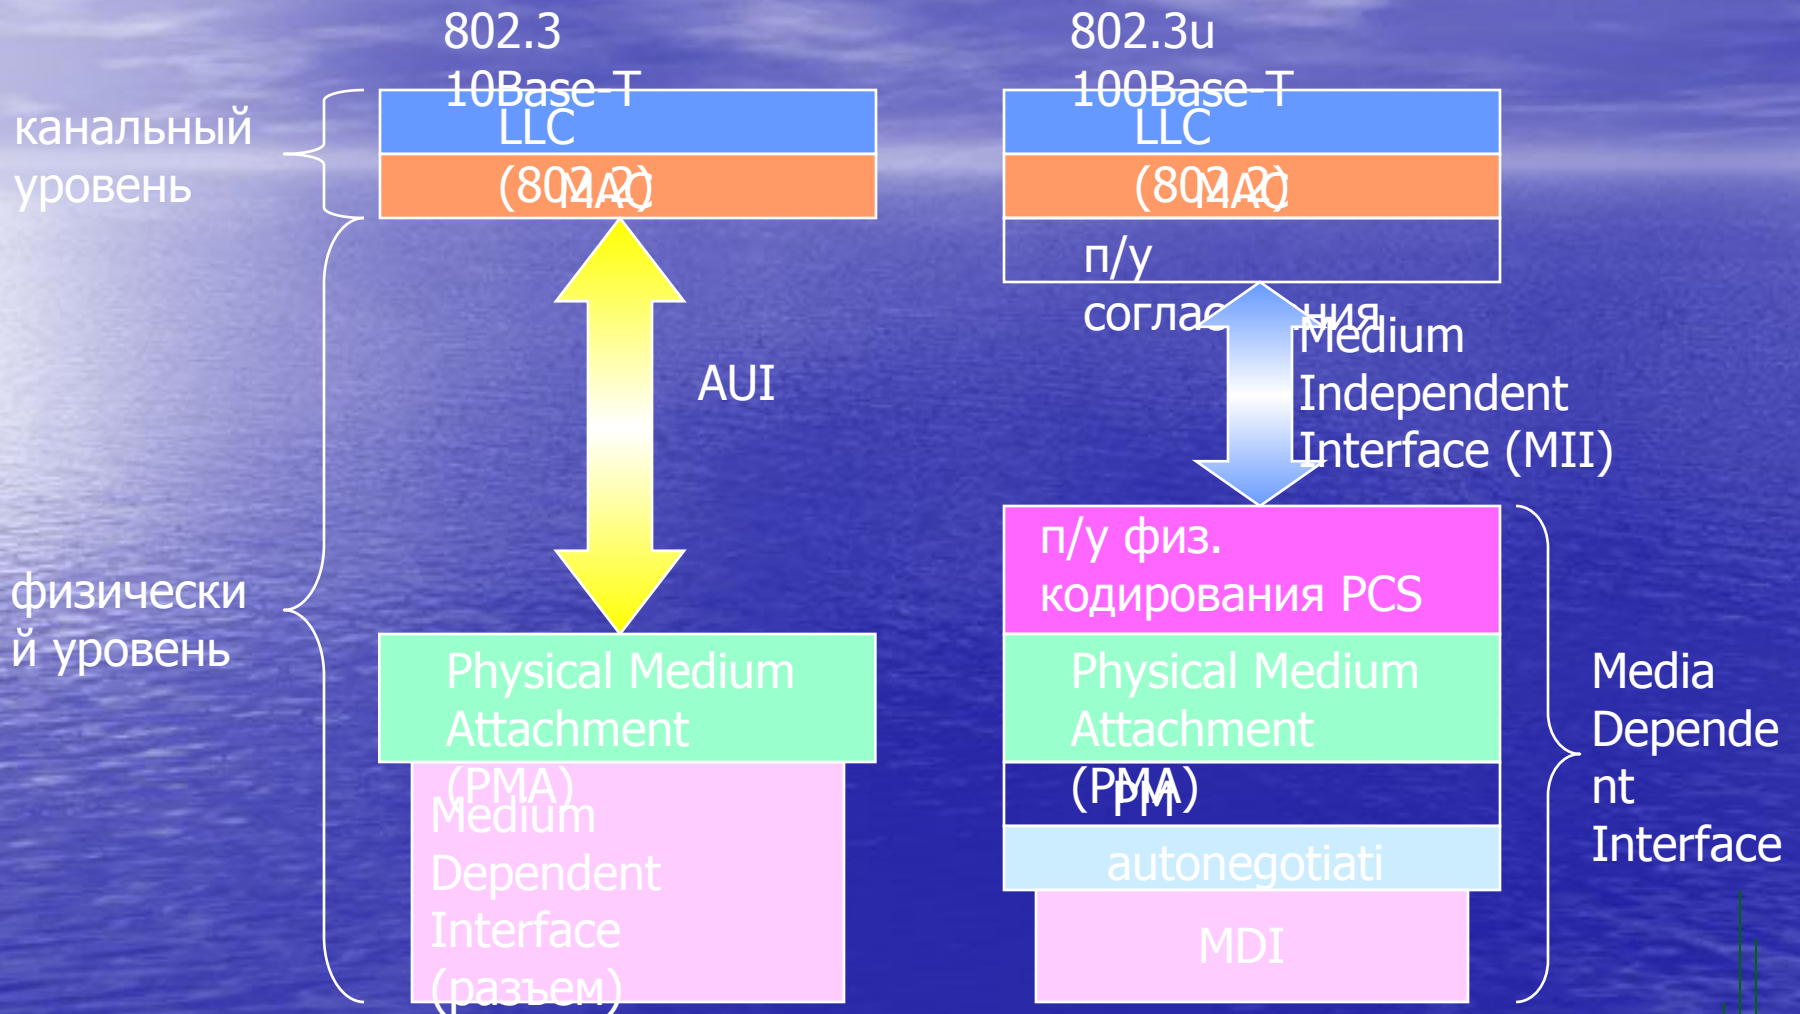 802.3
10Base-T
LLC
(802.2)
MAC
канальный
уровень
AUI
физически
й уровень
Physical Medium
Attachment
(PMA)
Medium
Dependent
Interface
(разъем)
802.3u
100Base-T
LLC
(802.2)
MAC
п/у
согласования
Medium
Independent
Interface (MII)
п/у физ.
кодирования PCS
Physical Medium
Attachment
(PMA)
PM
autonegotiati
MDI
Media
Depende
nt
Interface